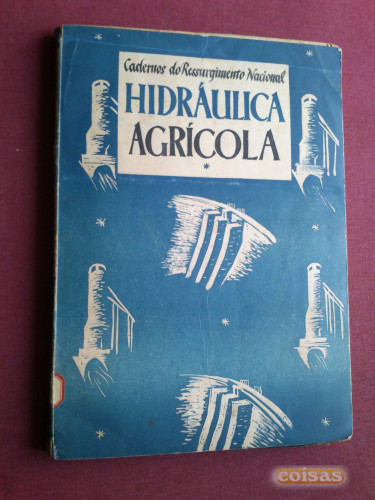 Cadernos do Ressurgimento Nacional
HIDRÁULICA
AGRÍCOLA
coisas